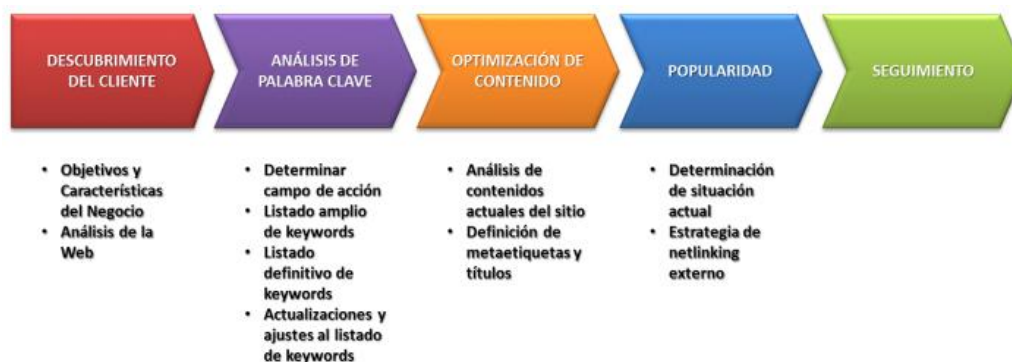 DESCUBRIMIENTO
DEL CLIENTE
ANÁLISIS DE
PALABRA CLAVE
OPTIMIZACIÓN DE
CONTENIDO
POPULARIDAD
SEGUIMIENTO
• Objetivos y
Características
del Negocio
• Análisis de la
Web
• Determinar
campo de acción
• Listado amplio
de keywords
• Listado
definitivo de
keywords
• Actualizaciones y
ajustes al listado
de keywords
• Análisis de
contenidos
actuales del sitio
• Definición de
metaetiquetas y
títulos
• Determinación
de situación
actual
• Estrategia de
netlinking
externo